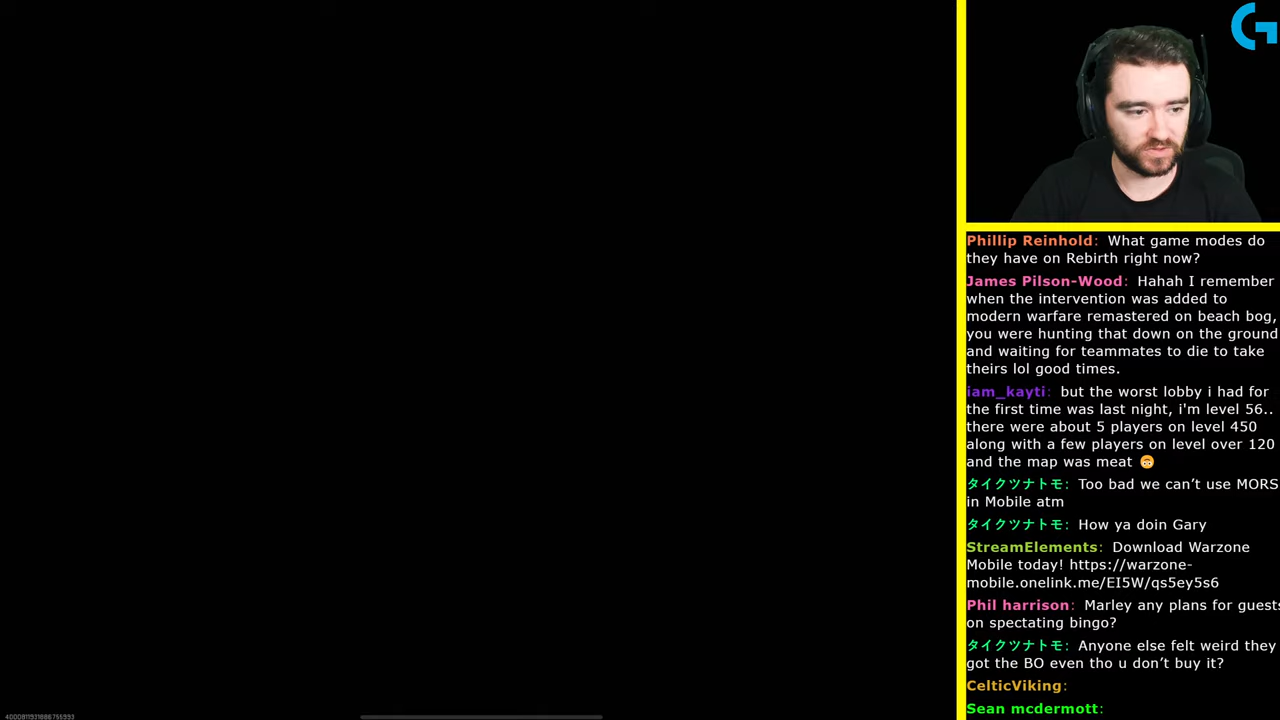 Phillip Reinhold: What game modes do
they have on Rebirth right now?
James Pilson-Wood: Hahah I remember
when the intervention was added to
modern warfare remastered on beach bog,
you were hunting that down on the ground
and waiting for teammates to die to take
theirs lol good times.
iam_kayti: but the worst lobby i had for
the first time was last night, i'm level 56..
there were about 5 players on level 450
along with a few players on level over 120
and the map was meat 🙃
タイクツナトモ: Too bad we can’t use MORS
in Mobile atm
タイクツナトモ: How ya doin Gary
StreamElements: Download Warzone
Mobile today! https://warzone-
mobile.onelink.me/EI5W/qs5ey5s6
Phil harrison: Marley any plans for guests
on spectating bingo?
タイクツナトモ: Anyone else felt weird they
got the BO even tho u don’t buy it?
CelticViking:
Sean mcdermott: